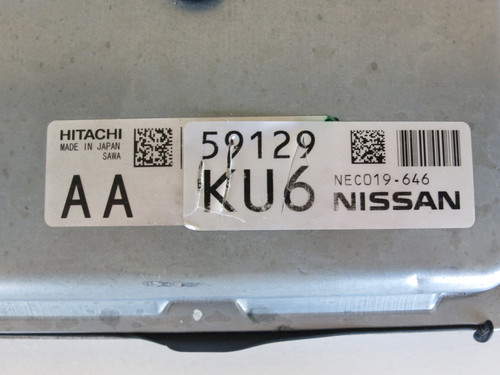 HITACHI
MADE IN JAPAN
SAWA
AA
59129
KU6
NEC019-646
NISSAN